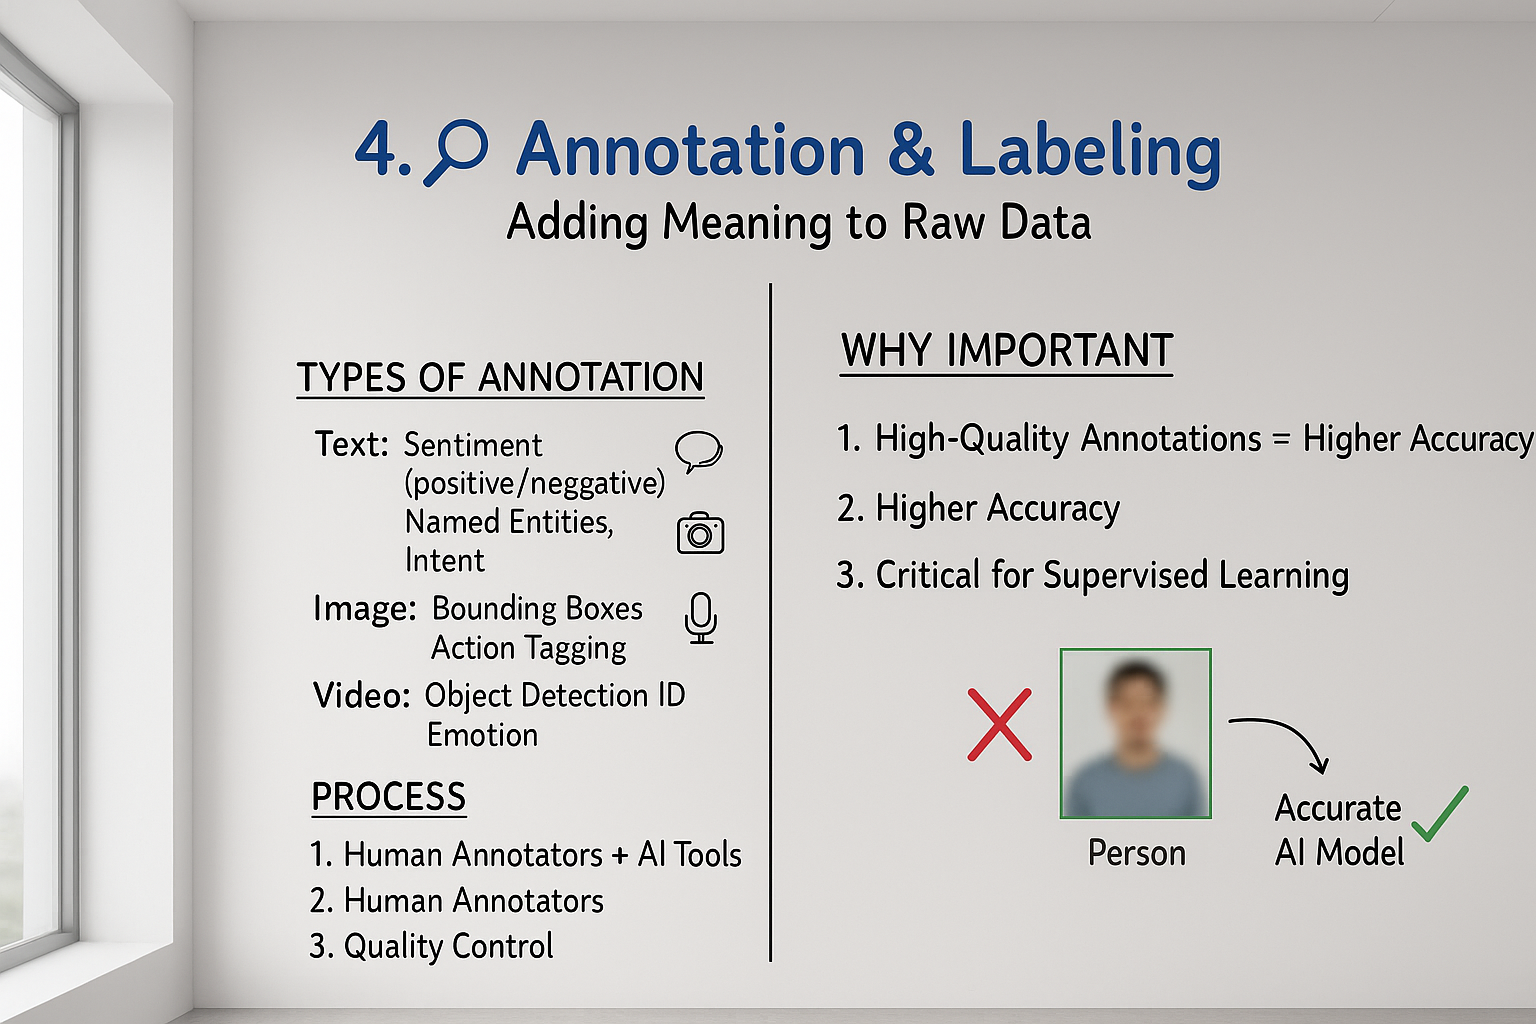 4. Annotation & Labeling
Adding Meaning to Raw Data
TYPES OF ANNOTATION
Text: Sentiment
(positive/neggative)
Named Entities,
Intent
Image: Bounding Boxes
Action Tagging
Video: Object Detection ID
Emotion
PROCESS
1. Human Annotators + AI Tools
2. Human Annotators
3. Quality Control
WHY IMPORTANT
1. High-Quality Annotations = Higher Accuracy
2. Higher Accuracy
3. Critical for Supervised Learning
Person
Accurate
AI Model